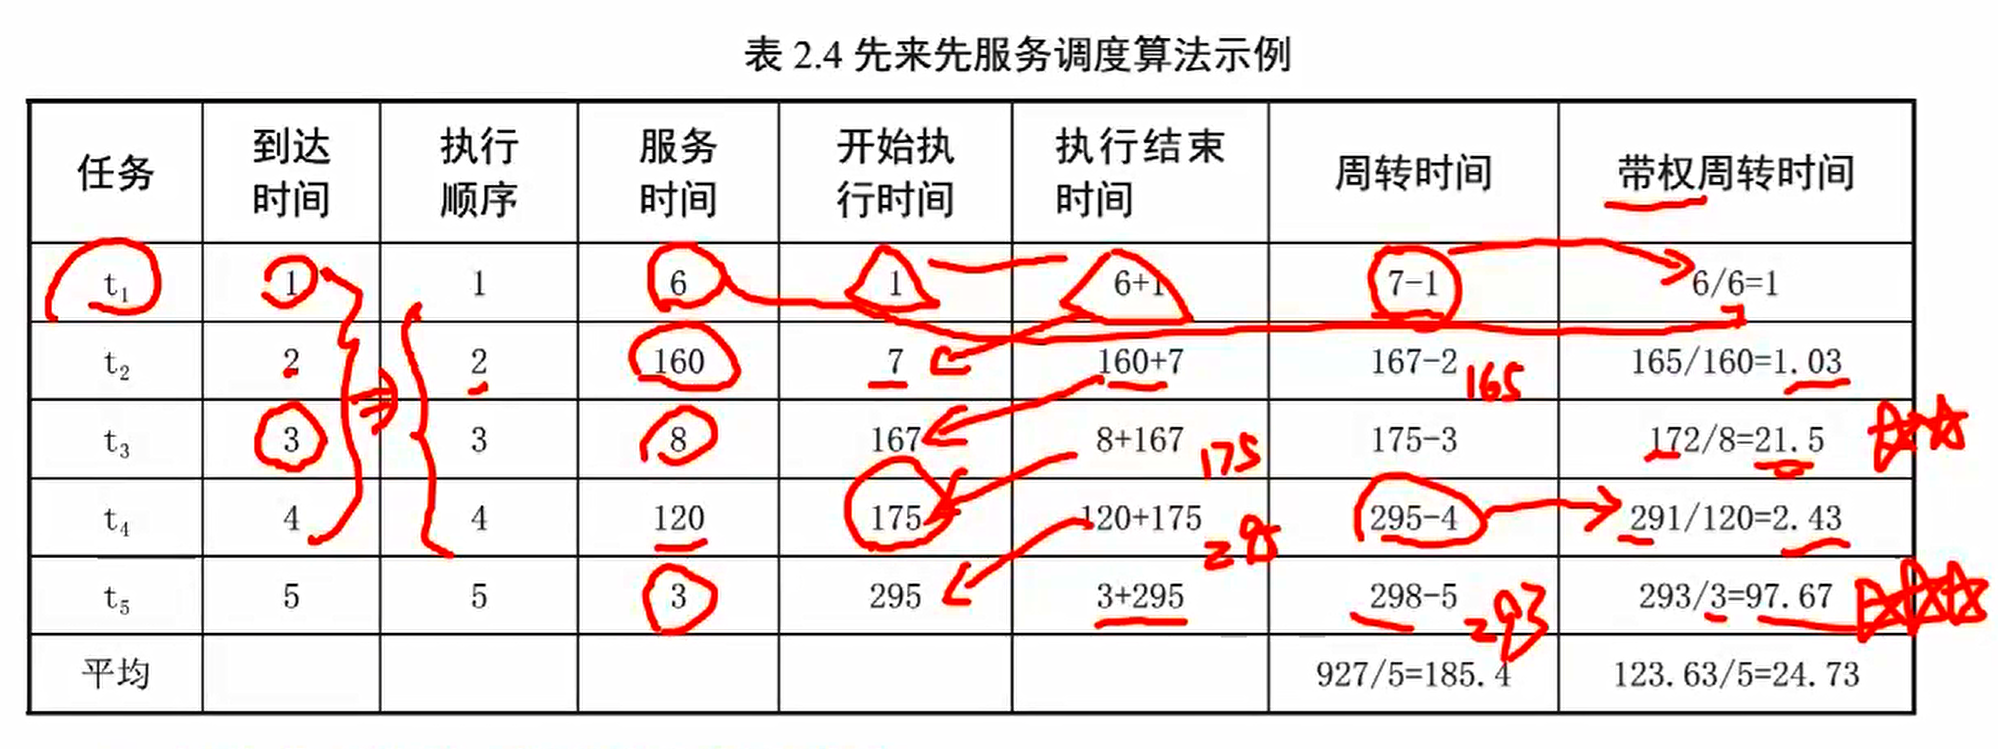 表 2.4 先来先服务调度算法示例
任务 到达时间 执行顺序 服务时间 开始执行时间 执行结束时间 周转时间 带权周转时间
t₁ 1 1 6 1 6+1 7-1 6/6=1
t₂ 2 2 160 7 160+7 167-2 165 165/160=1.03
t₃ 3 3 8 167 8+167 175 175-3 172/8=21.5
t₄ 4 4 120 175 120+175 295 295-4 291/120=2.43
t₅ 5 5 3 295 3+295 298-5 293 293/3=97.67
平均 927/5=185.4 123.63/5=24.73